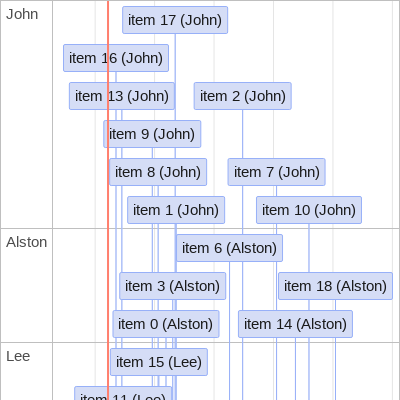 John
item 17 (John)
item 16 (John)
item 13 (John)
item 2 (John)
item 9 (John)
item 8 (John)
item 7 (John)
item 1 (John)
item 10 (John)
Alston
item 6 (Alston)
item 3 (Alston)
item 18 (Alston)
item 0 (Alston)
item 14 (Alston)
Lee
item 15 (Lee)
item 11 (Lee)